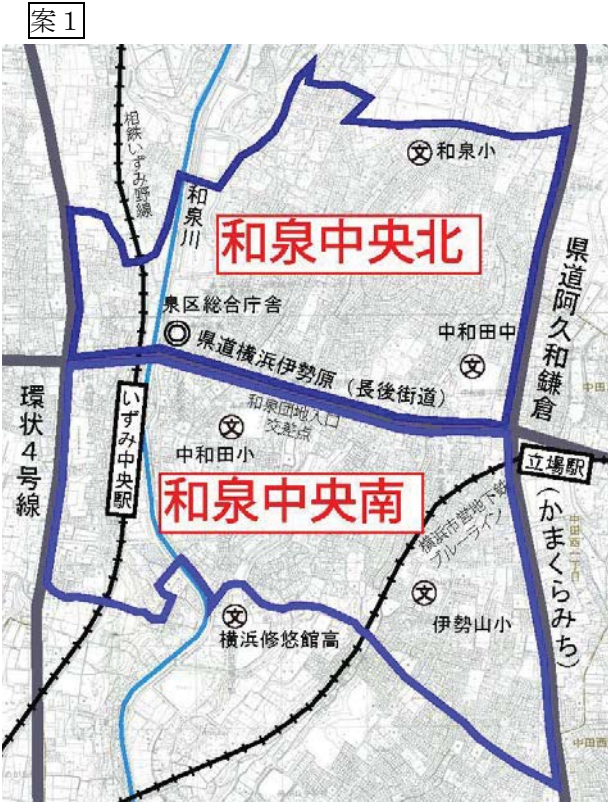 案1
相鉄いずみ野線
和泉川
和泉小
和泉中央北
県道阿久和鎌倉
泉区総合庁舎
県道横浜伊勢原(長後街道)
中和田中
環状4号線
いずみ中央駅
和泉団地入口
交差点
中和田小
立場駅
和泉中央南
横浜市営地下鉄
ブルーライン
(かまくらみち)
横浜修悠館高
伊勢山小
中田西